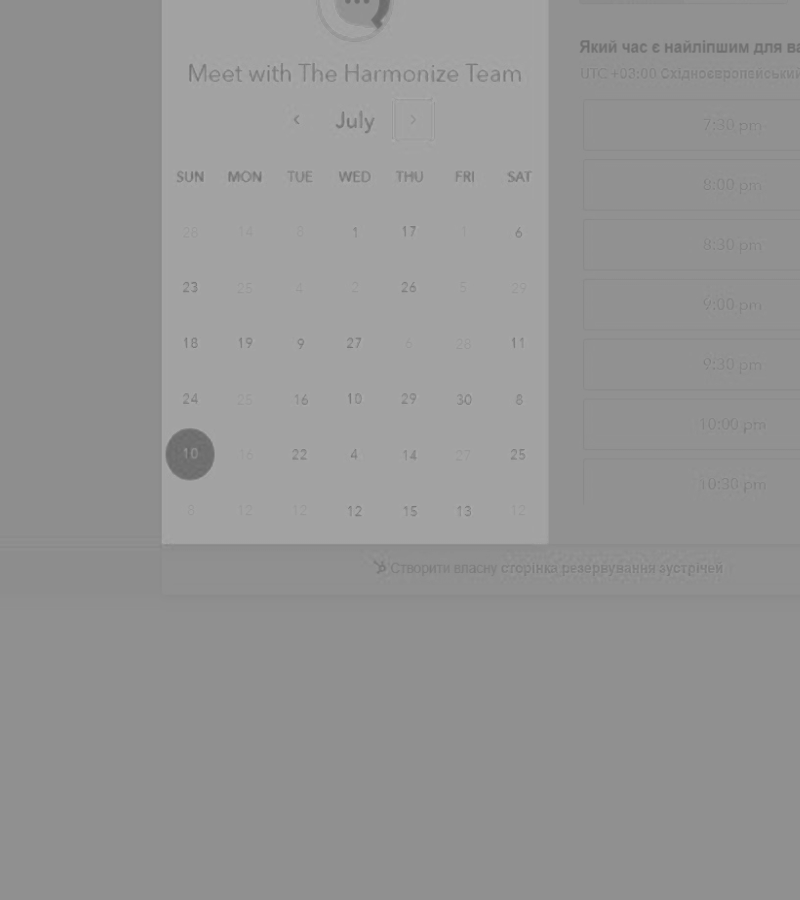 Meet with The Harmonize Team
July
SUN MON TUE WED THU FRI SAT
28 14 8 1 17 1 6
23 25 4 2 26 5 29
18 19 9 27 6 28 11
24 25 16 10 29 30 8
10 16 22 4 14 27 25
8 12 12 12 15 13 12
Який час є найліпшим для
UTC +03:00 Східноєвропейський
7:30 pm
8:00 pm
8:30 pm
9:00 pm
9:30 pm
10:00 pm
10:30 pm
Створити власну сторінка резервування зустрічей